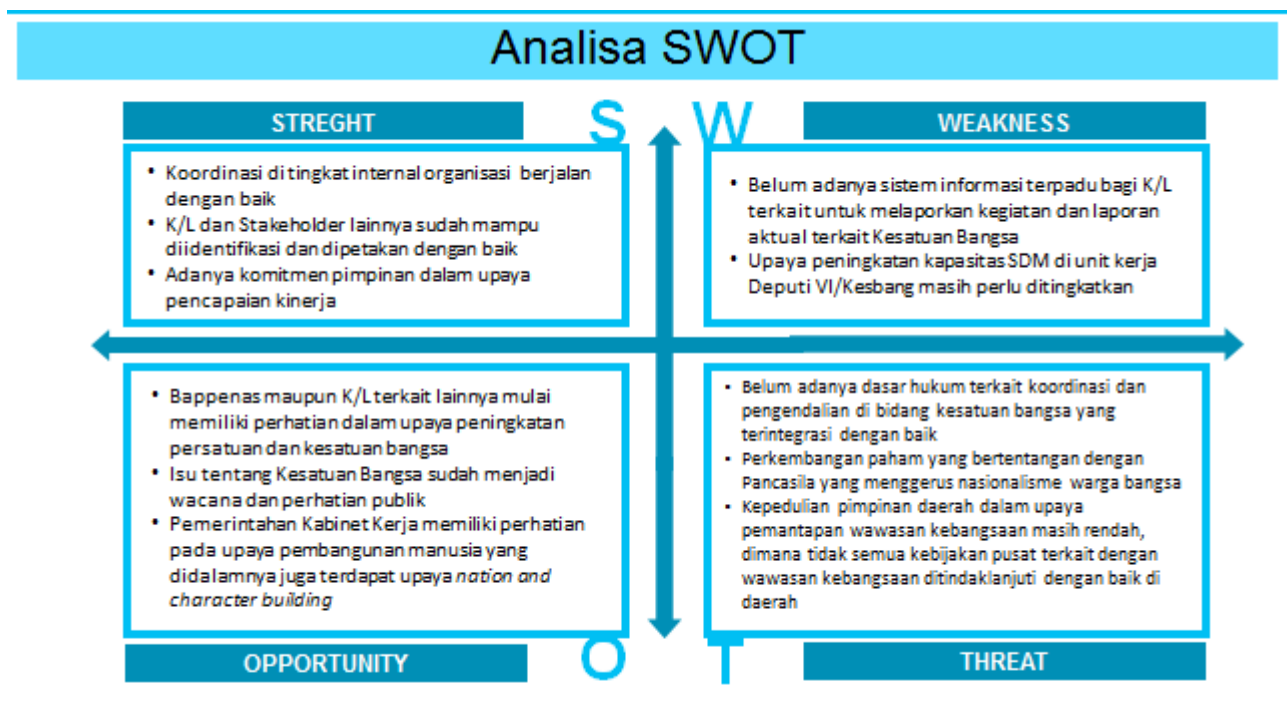 Analisa SWOT
STREGHT
S
• Koordinasi di tingkat internal organisasi berjalan
dengan baik
• K/L dan Stakeholder lainnya sudah mampu
diidentifikasi dan dipetakan dengan baik
• Adanya komitmen pimpinan dalam upaya
pencapaian kinerja
W
WEAKNESS
• Belum adanya sistem informasi terpadu bagi K/L
terkait untuk melaporkan kegiatan dan laporan
aktual terkait Kesatuan Bangsa
• Upaya peningkatan kapasitas SDM di unit kerja
Deputi VI/Kesbang masih perlu ditingkatkan
• Bappenas maupun K/L terkait lainnya mulai
memiliki perhatian dalam upaya peningkatan
persatuan dan kesatuan bangsa
• Isu tentang Kesatuan Bangsa sudah menjadi
wacana dan perhatian publik
• Pemerintahan Kabinet Kerja memiliki perhatian
pada upaya pembangunan manusia yang
didalamnya juga terdapat upaya nation and
character building
OPPORTUNITY
O
• Belum adanya dasar hukum terkait koordinasi dan
pengendalian di bidang kesatuan bangsa yang
terintegrasi dengan baik
• Perkembangan paham yang bertentangan dengan
Pancasila yang menggerus nasionalisme warga bangsa
• Kepedulian pimpinan daerah dalam upaya
pemantapan wawasan kebangsaan masih rendah,
dimana tidak semua kebijakan pusat terkait dengan
wawasan kebangsaan ditindaklanjuti dengan baik di
daerah
T
THREAT